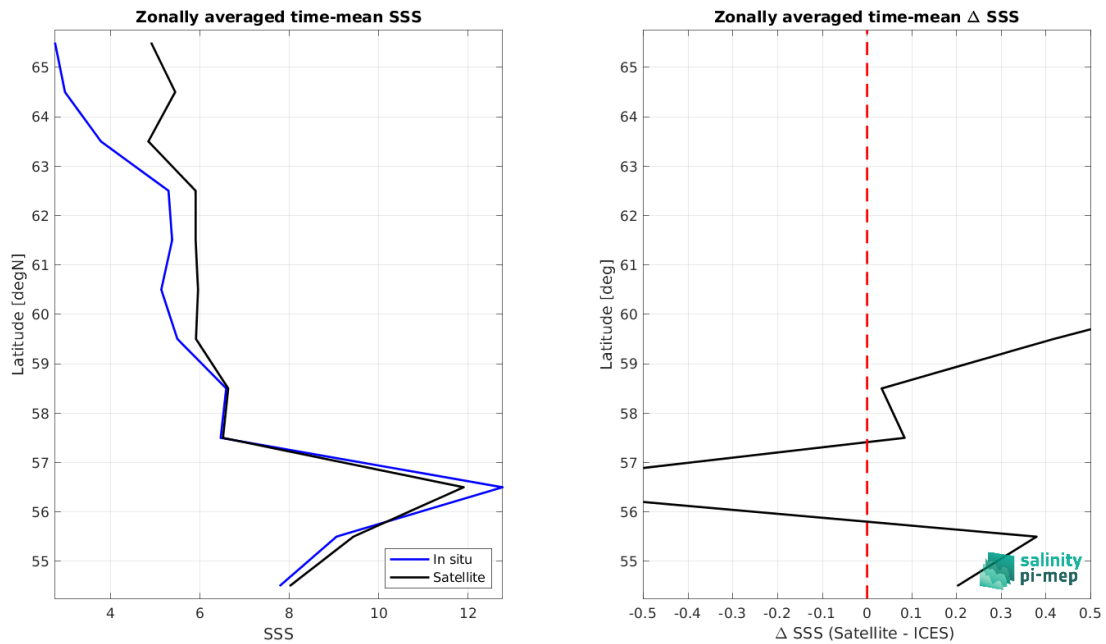 Zonally averaged time-mean SSS
65
64
63
62
61
60
59
58
57
56
55
Latitude [degN]
4 6 8 10 12
SSS
In situ
Satellite
Zonally averaged time-mean Δ SSS
65
64
63
62
61
60
59
58
57
56
55
Latitude [deg]
-0.5 -0.4 -0.3 -0.2 -0.1 0 0.1 0.2 0.3 0.4 0.5
Δ SSS (Satellite - ICES)
salinity
pi-mep